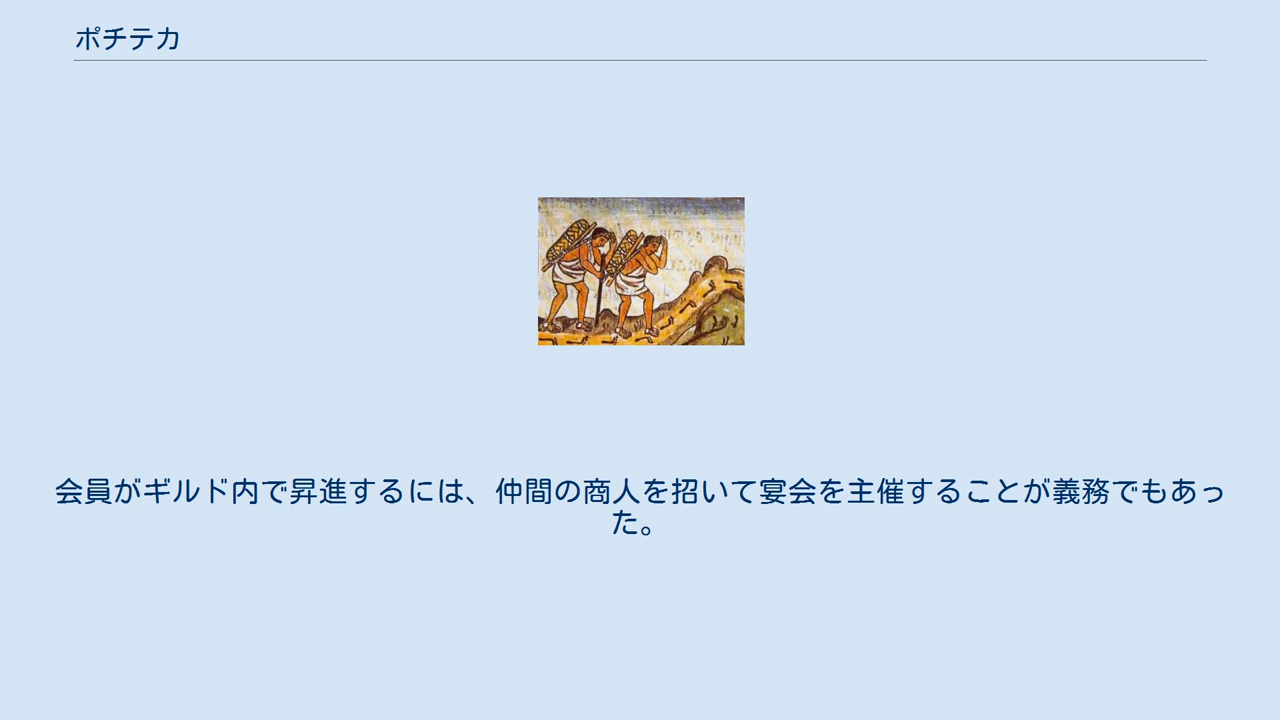 ポチテカ
会員がギルド内で昇進するには、仲間の商人を招いて宴会を主催することが義務でもあっ
た。